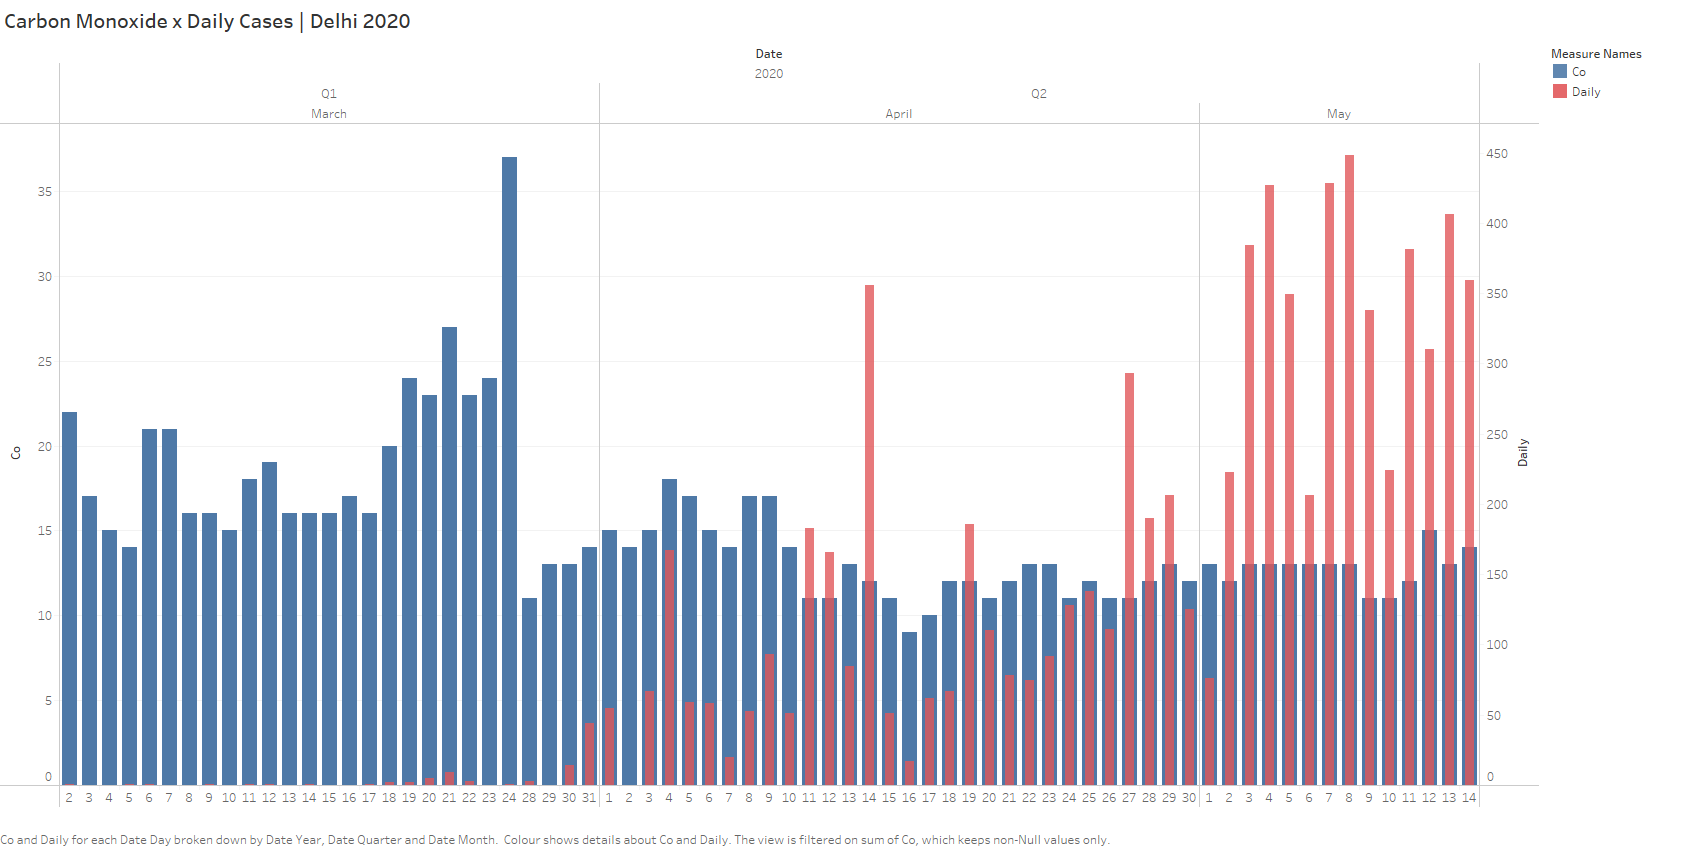 Carbon Monoxide x Daily Cases | Delhi 2020
Date
Measure Names
2020
Co
Q1
Q2
Daily
March
April
May
450
35
400
30
350
25
300
20
250
Co
Daily
15
200
150
10
100
5
50
0
0
2 3 4 5 6 7 8 9 10 11 12 13 14 15 16 17 18 19 20 21 22 23 24 28 29 30 31 1 2 3 4 5 6 7 8 9 10 11 12 13 14 15 16 17 18 19 20 21 22 23 24 25 26 27 28 29 30 1 2 3 4 5 6 7 8 9 10 11 12 13 14
Co and Daily for each Date Day broken down by Date Year, Date Quarter and Date Month.  Colour shows details about Co and Daily. The view is filtered on sum of Co, which keeps non-Null values only.